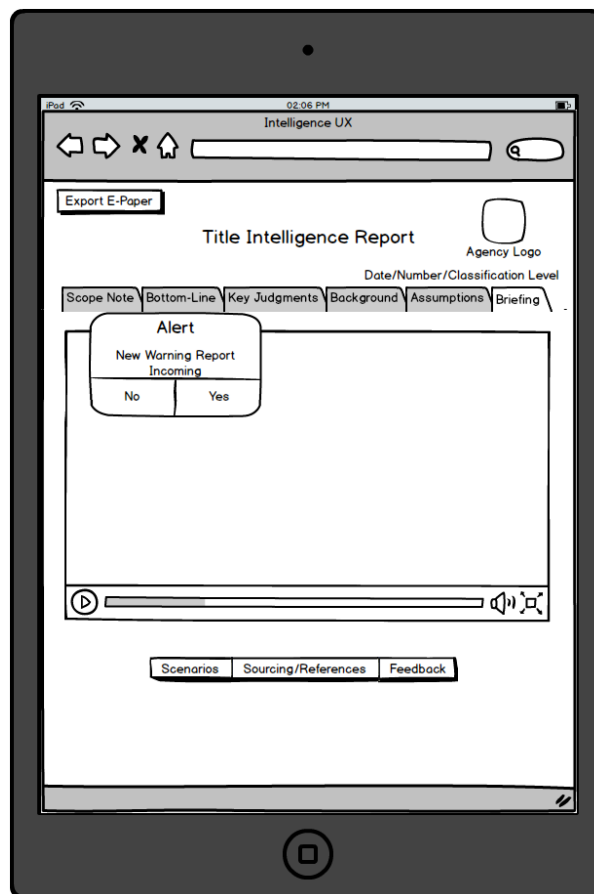 iPad 02:06 PM
Intelligence UX
Export E-Paper
Title Intelligence Report
Agency Logo
Date/Number/Classification Level
Scope Note Bottom-Line Key Judgments Background Assumptions Briefing
Alert
New Warning Report
Incoming
No Yes
Scenarios Sourcing/References Feedback